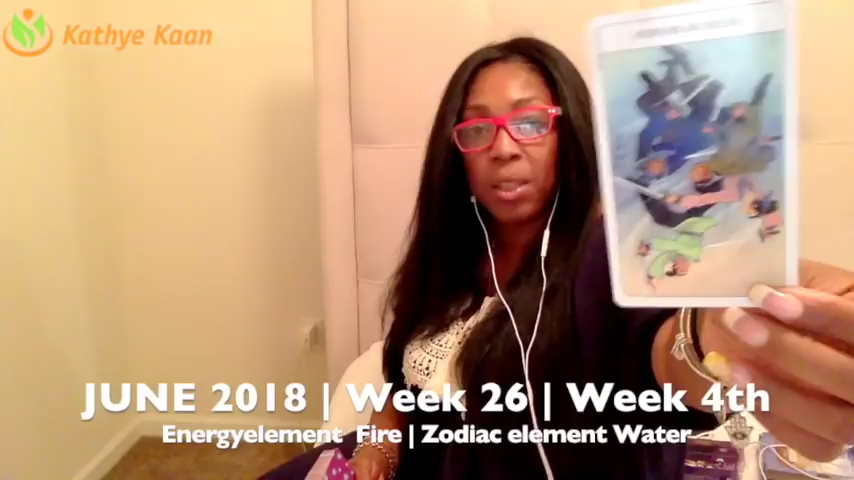 Kathye Kaan
JUNE 2018 | Week 26 | Week 4th
Energyelement Fire | Zodiac element Water